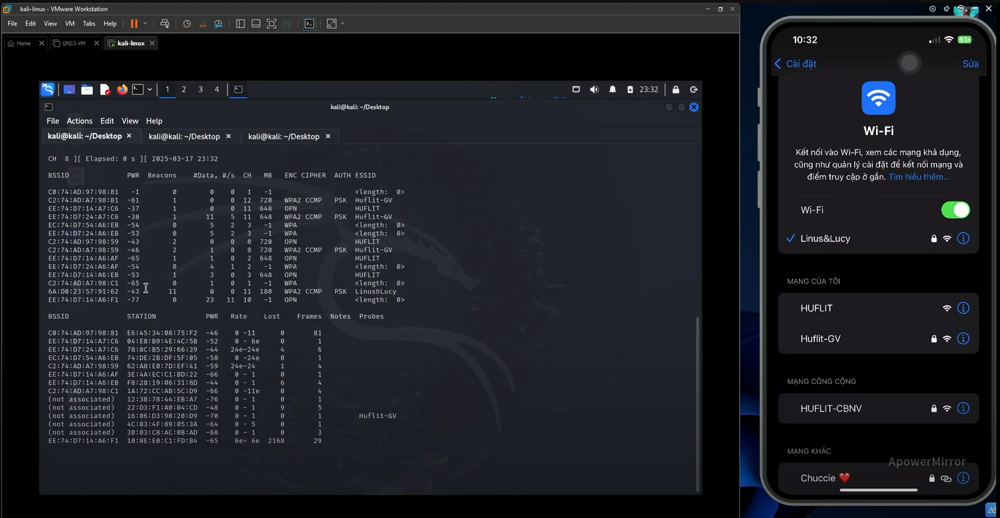 kali-linux - VMware Workstation
File Edit View VM Tabs Help
Home GNS3-VM kali-linux
1 2 3 4 23:32
kali@kali: ~/Desktop
File Actions Edit View Help
kali@kali: ~/Desktop kali@kali: ~/Desktop kali@kali: ~/Desktop
CH 8 ][ Elapsed: 0 s ][ 2025-03-17 23:32
BSSID PWR Beacons #Data, #/s CH MB ENC CIPHER AUTH ESSID
C0:74:AD:97:98:81 -1 0 0 0 1 -1 <length: 0>
C2:74:AD:A7:98:B1 -61 1 0 0 12 720 WPA2 CCMP PSK Huflit-GV
EE:74:D7:14:A7:C6 -37 1 0 0 11 648 OPN HUFLIT
EE:74:D7:24:A7:C6 -38 1 11 5 11 648 WPA2 CCMP PSK Huflit-GV
EC:74:D7:54:A6:EB -54 0 5 2 3 -1 WPA <length: 0>
EE:74:D7:24:A6:EB -53 0 5 2 3 -1 WPA <length: 0>
C2:74:AD:97:98:59 -43 2 0 0 8 720 OPN HUFLIT
C2:74:AD:A7:98:59 -46 2 1 0 8 720 WPA2 CCMP PSK Huflit-GV
EE:74:D7:14:A6:AF -65 1 1 0 2 648 OPN HUFLIT
EE:74:D7:24:A6:AF -54 0 4 1 2 -1 WPA <length: 0>
EE:74:D7:14:A6:EB -53 1 3 0 3 648 OPN HUFLIT
C2:74:AD:A7:98:C1 -65 0 1 0 1 -1 WPA <length: 0>
6A:D0:23:57:91:62 -43 11 0 0 11 180 WPA2 CCMP PSK Linus&Lucy
EE:74:D7:14:A6:F1 -77 0 23 11 10 -1 OPN <length: 0>
BSSID STATION PWR Rate Lost Frames Notes Probes
C0:74:AD:97:98:81 E6:45:34:08:75:F2 -46 0 -11 0 81
EE:74:D7:14:A7:C6 04:E8:B9:4E:4C:5B -52 0 - 6e 0 1
EE:74:D7:24:A7:C6 78:8C:B5:29:66:39 -44 24e-24e 4 6
EC:74:D7:54:A6:EB 74:DE:2B:DF:5F:05 -58 0 -24e 0 1
C2:74:AD:A7:98:59 62:A8:E0:7D:EF:41 -59 24e-24 1 4
EE:74:D7:14:A6:AF 3E:4A:EC:C1:BD:22 -66 0 - 1 0 1
EE:74:D7:14:A6:EB F8:28:19:06:31:8D -44 0 - 1 6 4
C2:74:AD:A7:98:C1 1A:72:CC:AB:5C:D9 -66 0 -11e 0 4
(not associated) 12:3B:78:44:EB:A7 -76 0 - 1 0 1
(not associated) 22:D3:F1:A0:04:CD -48 0 - 1 9 5
(not associated) 16:06:D3:98:20:D9 -70 0 - 1 0 1 Huflit-GV
(not associated) 4C:03:4F:89:05:3A -64 0 - 5 0 1
(not associated) 30:03:C8:AC:0B:AD -68 0 - 1 0 3
EE:74:D7:14:A6:F1 10:8E:E0:C1:FD:B4 -65 6e- 6e 2168 29
10:32 93
Cài đặt Sửa
Wi-Fi
Kết nối vào Wi-Fi, xem các mạng khả dụng,
cũng như quản lý cài đặt để kết nối mạng và
điểm truy cập ở gần. Tìm hiểu thêm...
Wi-Fi
Linus&Lucy
MẠNG CỦA TÔI
HUFLIT
Huflit-GV
MẠNG CÔNG CỘNG
HUFLIT-CBNV
MẠNG KHÁC
ApowerMirror
Chuccie ❤️